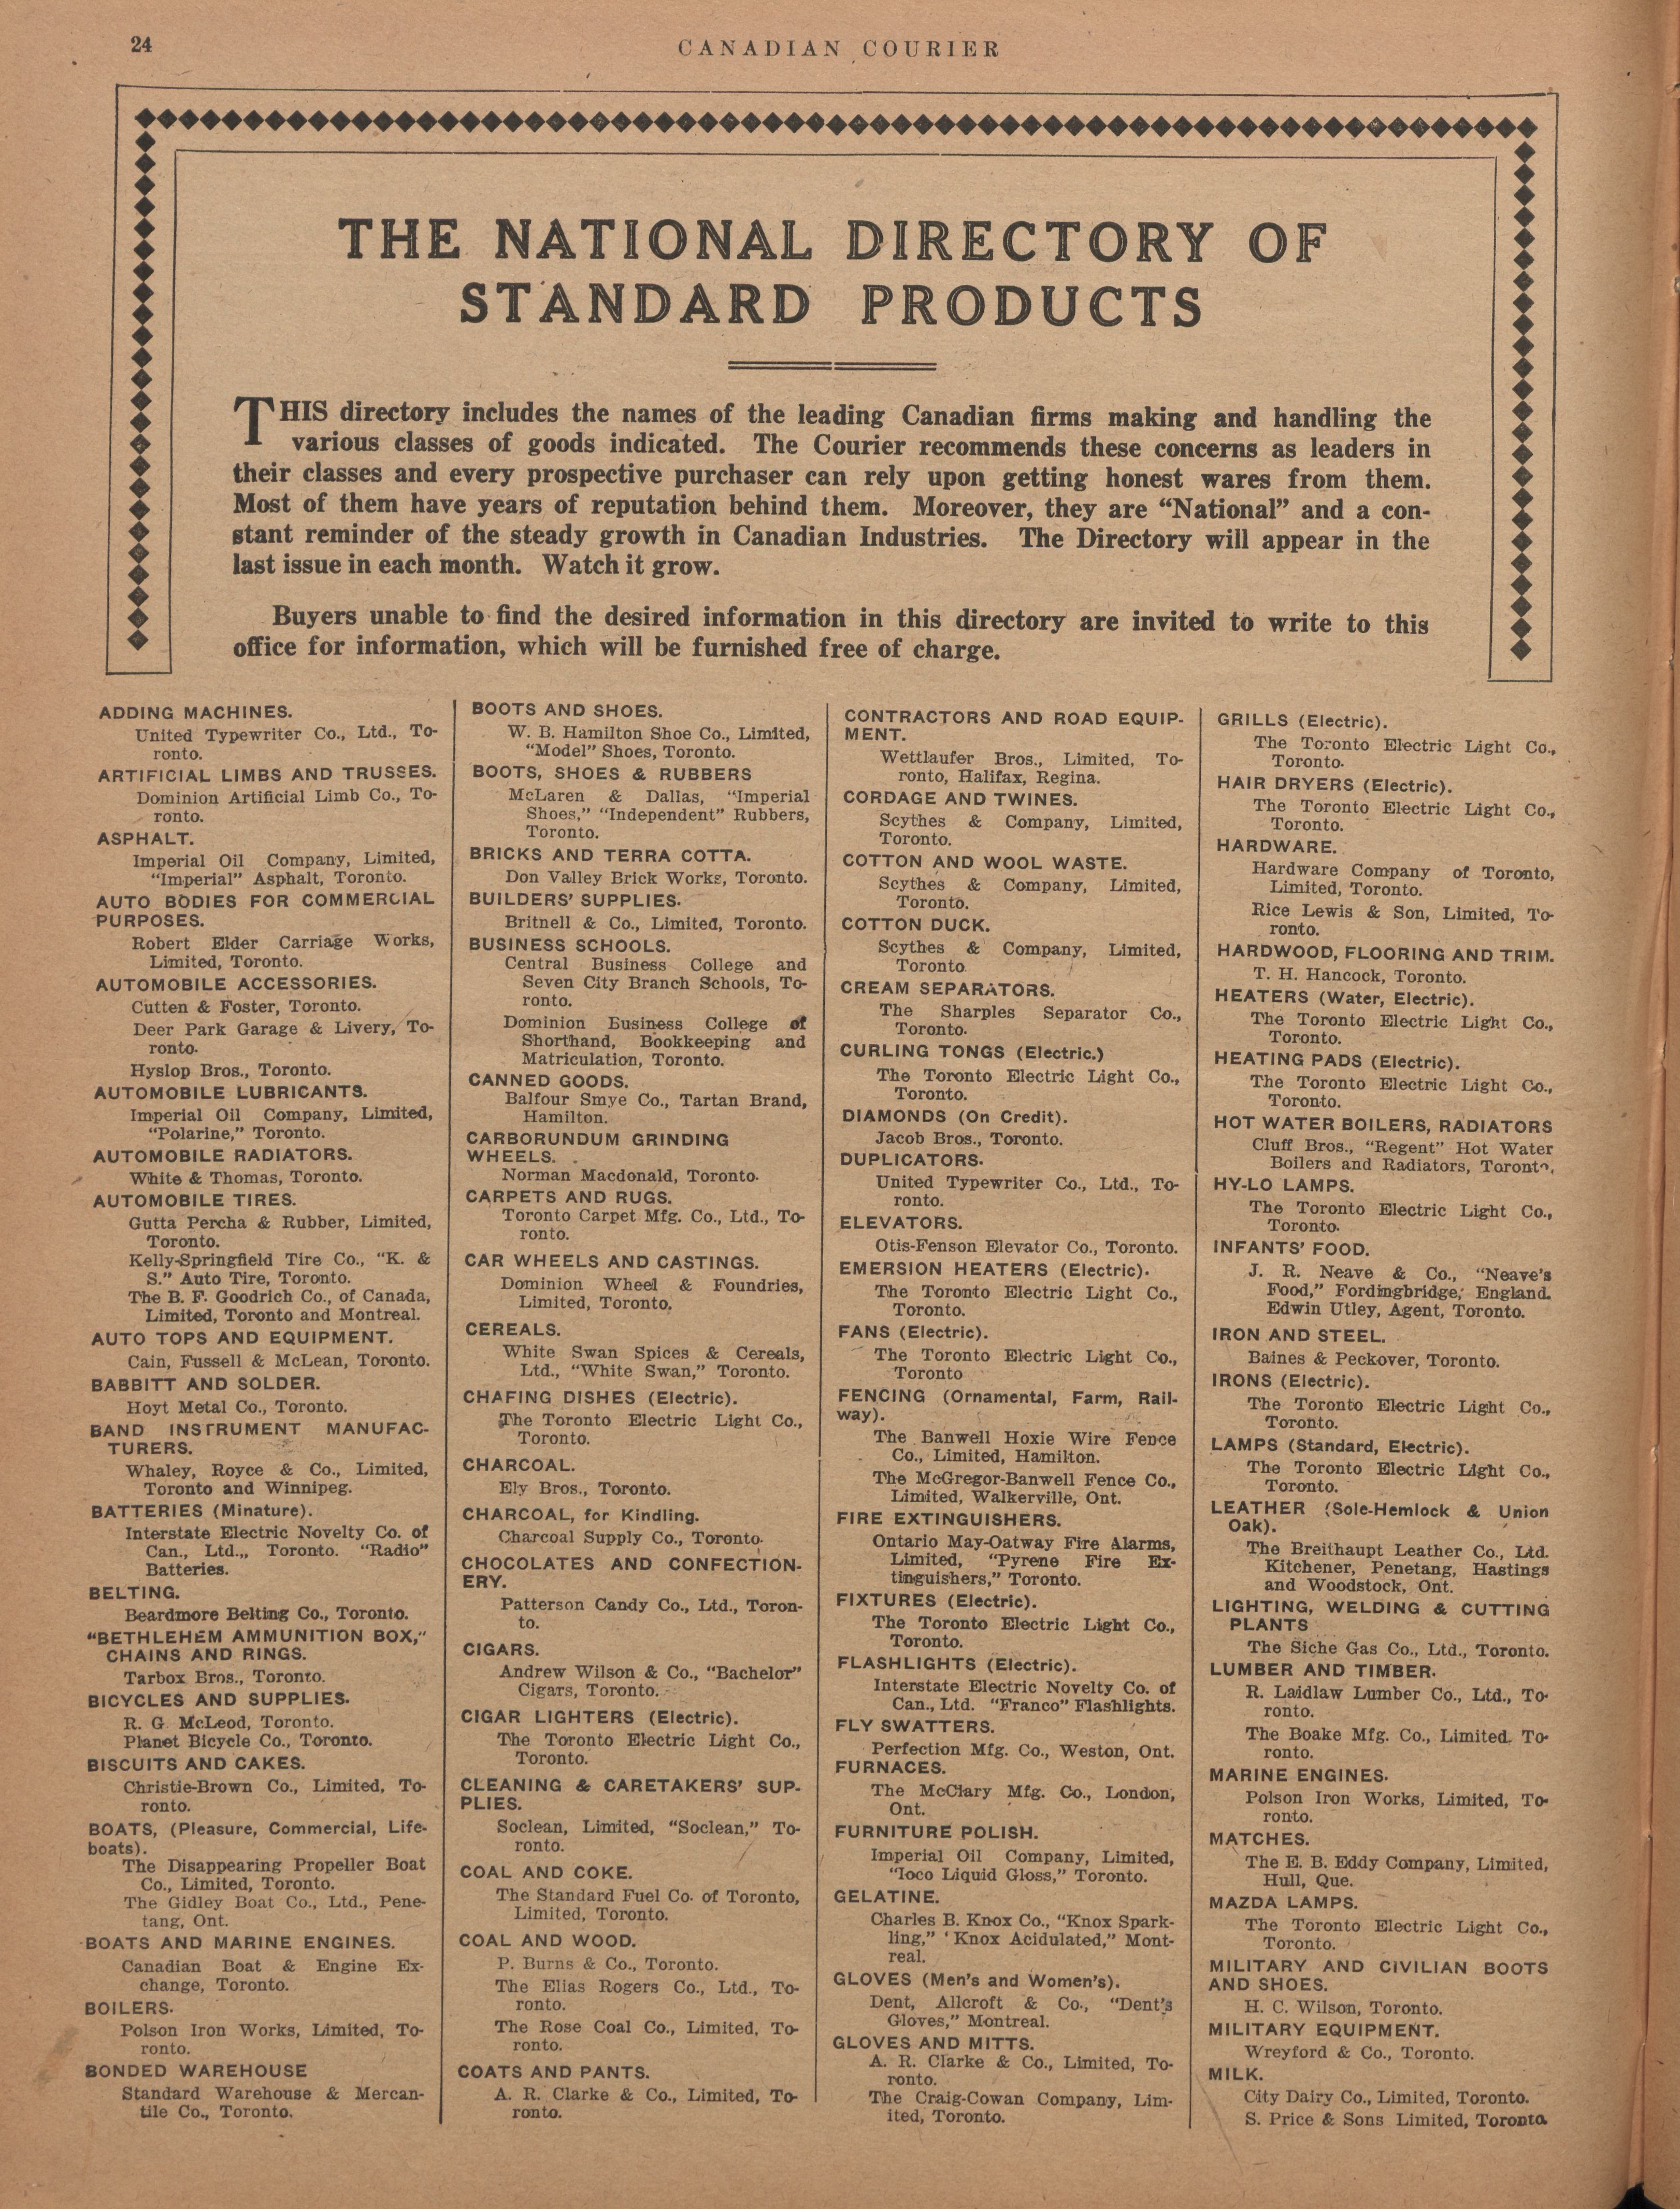 24
CANADIAN COURIER
THE NATIONAL DIRECTORY OF
STANDARD PRODUCTS
THIS directory includes the names of the leading Canadian firms making and handling the
various classes of goods indicated. The Courier recommends these concerns as leaders in
their classes and every prospective purchaser can rely upon getting honest wares from them.
Most of them have years of reputation behind them. Moreover, they are “National” and a con-
stant reminder of the steady growth in Canadian Industries. The Directory will appear in the
last issue in each month. Watch it grow.
Buyers unable to find the desired information in this directory are invited to write to this
office for information, which will be furnished free of charge.
ADDING MACHINES.
United Typewriter Co., Ltd., To-
ronto.
ARTIFICIAL LIMBS AND TRUSSES.
Dominion Artificial Limb Co., To-
ronto.
ASPHALT.
Imperial Oil Company, Limited,
“Imperial” Asphalt, Toronto.
AUTO BODIES FOR COMMERCIAL
PURPOSES.
Robert Elder Carriage Works,
Limited, Toronto.
AUTOMOBILE ACCESSORIES.
Cutten & Foster, Toronto.
Deer Park Garage & Livery, To-
ronto.
Hyslop Bros., Toronto.
AUTOMOBILE LUBRICANTS.
Imperial Oil Company, Limited,
“Polarine,” Toronto.
AUTOMOBILE RADIATORS.
White & Thomas, Toronto.
AUTOMOBILE TIRES.
Gutta Percha & Rubber, Limited,
Toronto.
Kelly-Springfield Tire Co., “K. &
S.” Auto Tire, Toronto.
The B. F. Goodrich Co., of Canada,
Limited, Toronto and Montreal.
AUTO TOPS AND EQUIPMENT.
Cain, Fussell & McLean, Toronto.
BABBITT AND SOLDER.
Hoyt Metal Co., Toronto.
BAND INSTRUMENT MANUFAC-
TURERS.
Whaley, Royce & Co., Limited,
Toronto and Winnipeg.
BATTERIES (Minature).
Interstate Electric Novelty Co. of
Can., Ltd.,, Toronto. “Radio”
Batteries.
BELTING.
Beardmore Belting Co., Toronto.
“BETHLEHEM AMMUNITION BOX,”
CHAINS AND RINGS.
Tarbox Bros., Toronto.
BICYCLES AND SUPPLIES.
R. G. McLeod, Toronto.
Planet Bicycle Co., Toronto.
BISCUITS AND CAKES.
Christie-Brown Co., Limited, To-
ronto.
BOATS, (Pleasure, Commercial, Life-
boats).
The Disappearing Propeller Boat
Co., Limited, Toronto.
The Gidley Boat Co., Ltd., Pene-
tang, Ont.
BOATS AND MARINE ENGINES.
Canadian Boat & Engine Ex-
change, Toronto.
BOILERS.
Polson Iron Works, Limited, To-
ronto.
BONDED WAREHOUSE
Standard Warehouse & Mercan-
tile Co., Toronto.
BOOTS AND SHOES.
W. B. Hamilton Shoe Co., Limited,
“Model” Shoes, Toronto.
BOOTS, SHOES & RUBBERS
McLaren & Dallas, “Imperial
Shoes,” “Independent” Rubbers,
Toronto.
BRICKS AND TERRA COTTA.
Don Valley Brick Works, Toronto.
BUILDERS’ SUPPLIES.
Britnell & Co., Limited, Toronto.
BUSINESS SCHOOLS.
Central Business College and
Seven City Branch Schools, To-
ronto.
Dominion Business College of
Shorthand, Bookkeeping and
Matriculation, Toronto.
CANNED GOODS.
Balfour Smye Co., Tartan Brand,
Hamilton.
CARBORUNDUM GRINDING
WHEELS.
Norman Macdonald, Toronto.
CARPETS AND RUGS.
Toronto Carpet Mfg. Co., Ltd., To-
ronto.
CAR WHEELS AND CASTINGS.
Dominion Wheel & Foundries,
Limited, Toronto.
CEREALS.
White Swan Spices & Cereals,
Ltd., “White Swan,” Toronto.
CHAFING DISHES (Electric).
The Toronto Electric Light Co.,
Toronto.
CHARCOAL.
Ely Bros., Toronto.
CHARCOAL, for Kindling.
Charcoal Supply Co., Toronto.
CHOCOLATES AND CONFECTION-
ERY.
Patterson Candy Co., Ltd., Toron-
to.
CIGARS.
Andrew Wilson & Co., “Bachelor”
Cigars, Toronto.
CIGAR LIGHTERS (Electric).
The Toronto Electric Light Co.,
Toronto.
CLEANING & CARETAKERS’ SUP-
PLIES.
Soclean, Limited, “Soclean,” To-
ronto.
COAL AND COKE.
The Standard Fuel Co. of Toronto,
Limited, Toronto.
COAL AND WOOD.
P. Burns & Co., Toronto.
The Elias Rogers Co., Ltd., To-
ronto.
The Rose Coal Co., Limited, To-
ronto.
COATS AND PANTS.
A. R. Clarke & Co., Limited, To-
ronto.
CONTRACTORS AND ROAD EQUIP-
MENT.
Wettlaufer Bros., Limited, To-
ronto, Halifax, Regina.
CORDAGE AND TWINES.
Scythes & Company, Limited,
Toronto.
COTTON AND WOOL WASTE.
Scythes & Company, Limited,
Toronto.
COTTON DUCK.
Scythes & Company, Limited,
Toronto
CREAM SEPARATORS.
The Sharples Separator Co.,
Toronto.
CURLING TONGS (Electric.)
The Toronto Electric Light Co.,
Toronto.
DIAMONDS (On Credit).
Jacob Bros., Toronto.
DUPLICATORS.
United Typewriter Co., Ltd., To-
ronto.
ELEVATORS.
Otis-Fenson Elevator Co., Toronto.
EMERSION HEATERS (Electric).
The Toronto Electric Light Co.,
Toronto.
FANS (Electric).
The Toronto Electric Light Co.,
Toronto
FENCING (Ornamental, Farm, Rail-
way).
The Banwell Hoxie Wire Fence
Co., Limited, Hamilton.
The McGregor-Banwell Fence Co.,
Limited, Walkerville, Ont.
FIRE EXTINGUISHERS.
Ontario May-Oatway Fire Alarms,
Limited, “Pyrene Fire Ex-
tinguishers,” Toronto.
FIXTURES (Electric).
The Toronto Electric Light Co.,
Toronto.
FLASHLIGHTS (Electric).
Interstate Electric Novelty Co. of
Can., Ltd. “Franco” Flashlights.
FLY SWATTERS.
Perfection Mfg. Co., Weston, Ont.
FURNACES.
The McClary Mfg. Co., London,
Ont.
FURNITURE POLISH.
Imperial Oil Company, Limited,
“Ioco Liquid Gloss,” Toronto.
GELATINE.
Charles B. Knox Co., “Knox Spark-
ling,” ‘Knox Acidulated,” Mont-
real.
GLOVES (Men’s and Women’s).
Dent, Allcroft & Co., “Dent’s
Gloves,” Montreal.
GLOVES AND MITTS.
A. R. Clarke & Co., Limited, To-
ronto.
The Craig-Cowan Company, Lim-
ited, Toronto.
GRILLS (Electric).
The Toronto Electric Light Co.,
Toronto.
HAIR DRYERS (Electric).
The Toronto Electric Light Co.,
Toronto.
HARDWARE.
Hardware Company of Toronto,
Limited, Toronto.
Rice Lewis & Son, Limited, To-
ronto.
HARDWOOD, FLOORING AND TRIM.
T. H. Hancock, Toronto.
HEATERS (Water, Electric).
The Toronto Electric Light Co.,
Toronto.
HEATING PADS (Electric).
The Toronto Electric Light Co.,
Toronto.
HOT WATER BOILERS, RADIATORS
Cluff Bros., “Regent” Hot Water
Boilers and Radiators, Toronto.
HY-LO LAMPS.
The Toronto Electric Light Co.,
Toronto.
INFANTS’ FOOD.
J. R. Neave & Co., “Neave’s
Food,” Fordingbridge, England.
Edwin Utley, Agent, Toronto.
IRON AND STEEL.
Baines & Peckover, Toronto.
IRONS (Electric).
The Toronto Electric Light Co.,
Toronto.
LAMPS (Standard, Electric).
The Toronto Electric Light Co.,
Toronto.
LEATHER (Sole-Hemlock & Union
Oak).
The Breithaupt Leather Co., Ltd.
Kitchener, Penetang, Hastings
and Woodstock, Ont.
LIGHTING, WELDING & CUTTING
PLANTS
The Siche Gas Co., Ltd., Toronto.
LUMBER AND TIMBER.
R. Laidlaw Lumber Co., Ltd., To-
ronto.
The Boake Mfg. Co., Limited. To-
ronto.
MARINE ENGINES.
Polson Iron Works, Limited, To-
ronto.
MATCHES.
The E. B. Eddy Company, Limited,
Hull, Que.
MAZDA LAMPS.
The Toronto Electric Light Co.,
Toronto.
MILITARY AND CIVILIAN BOOTS
AND SHOES.
H. C. Wilson, Toronto.
MILITARY EQUIPMENT.
Wreyford & Co., Toronto.
MILK.
City Dairy Co., Limited, Toronto.
S. Price & Sons Limited, Toronto